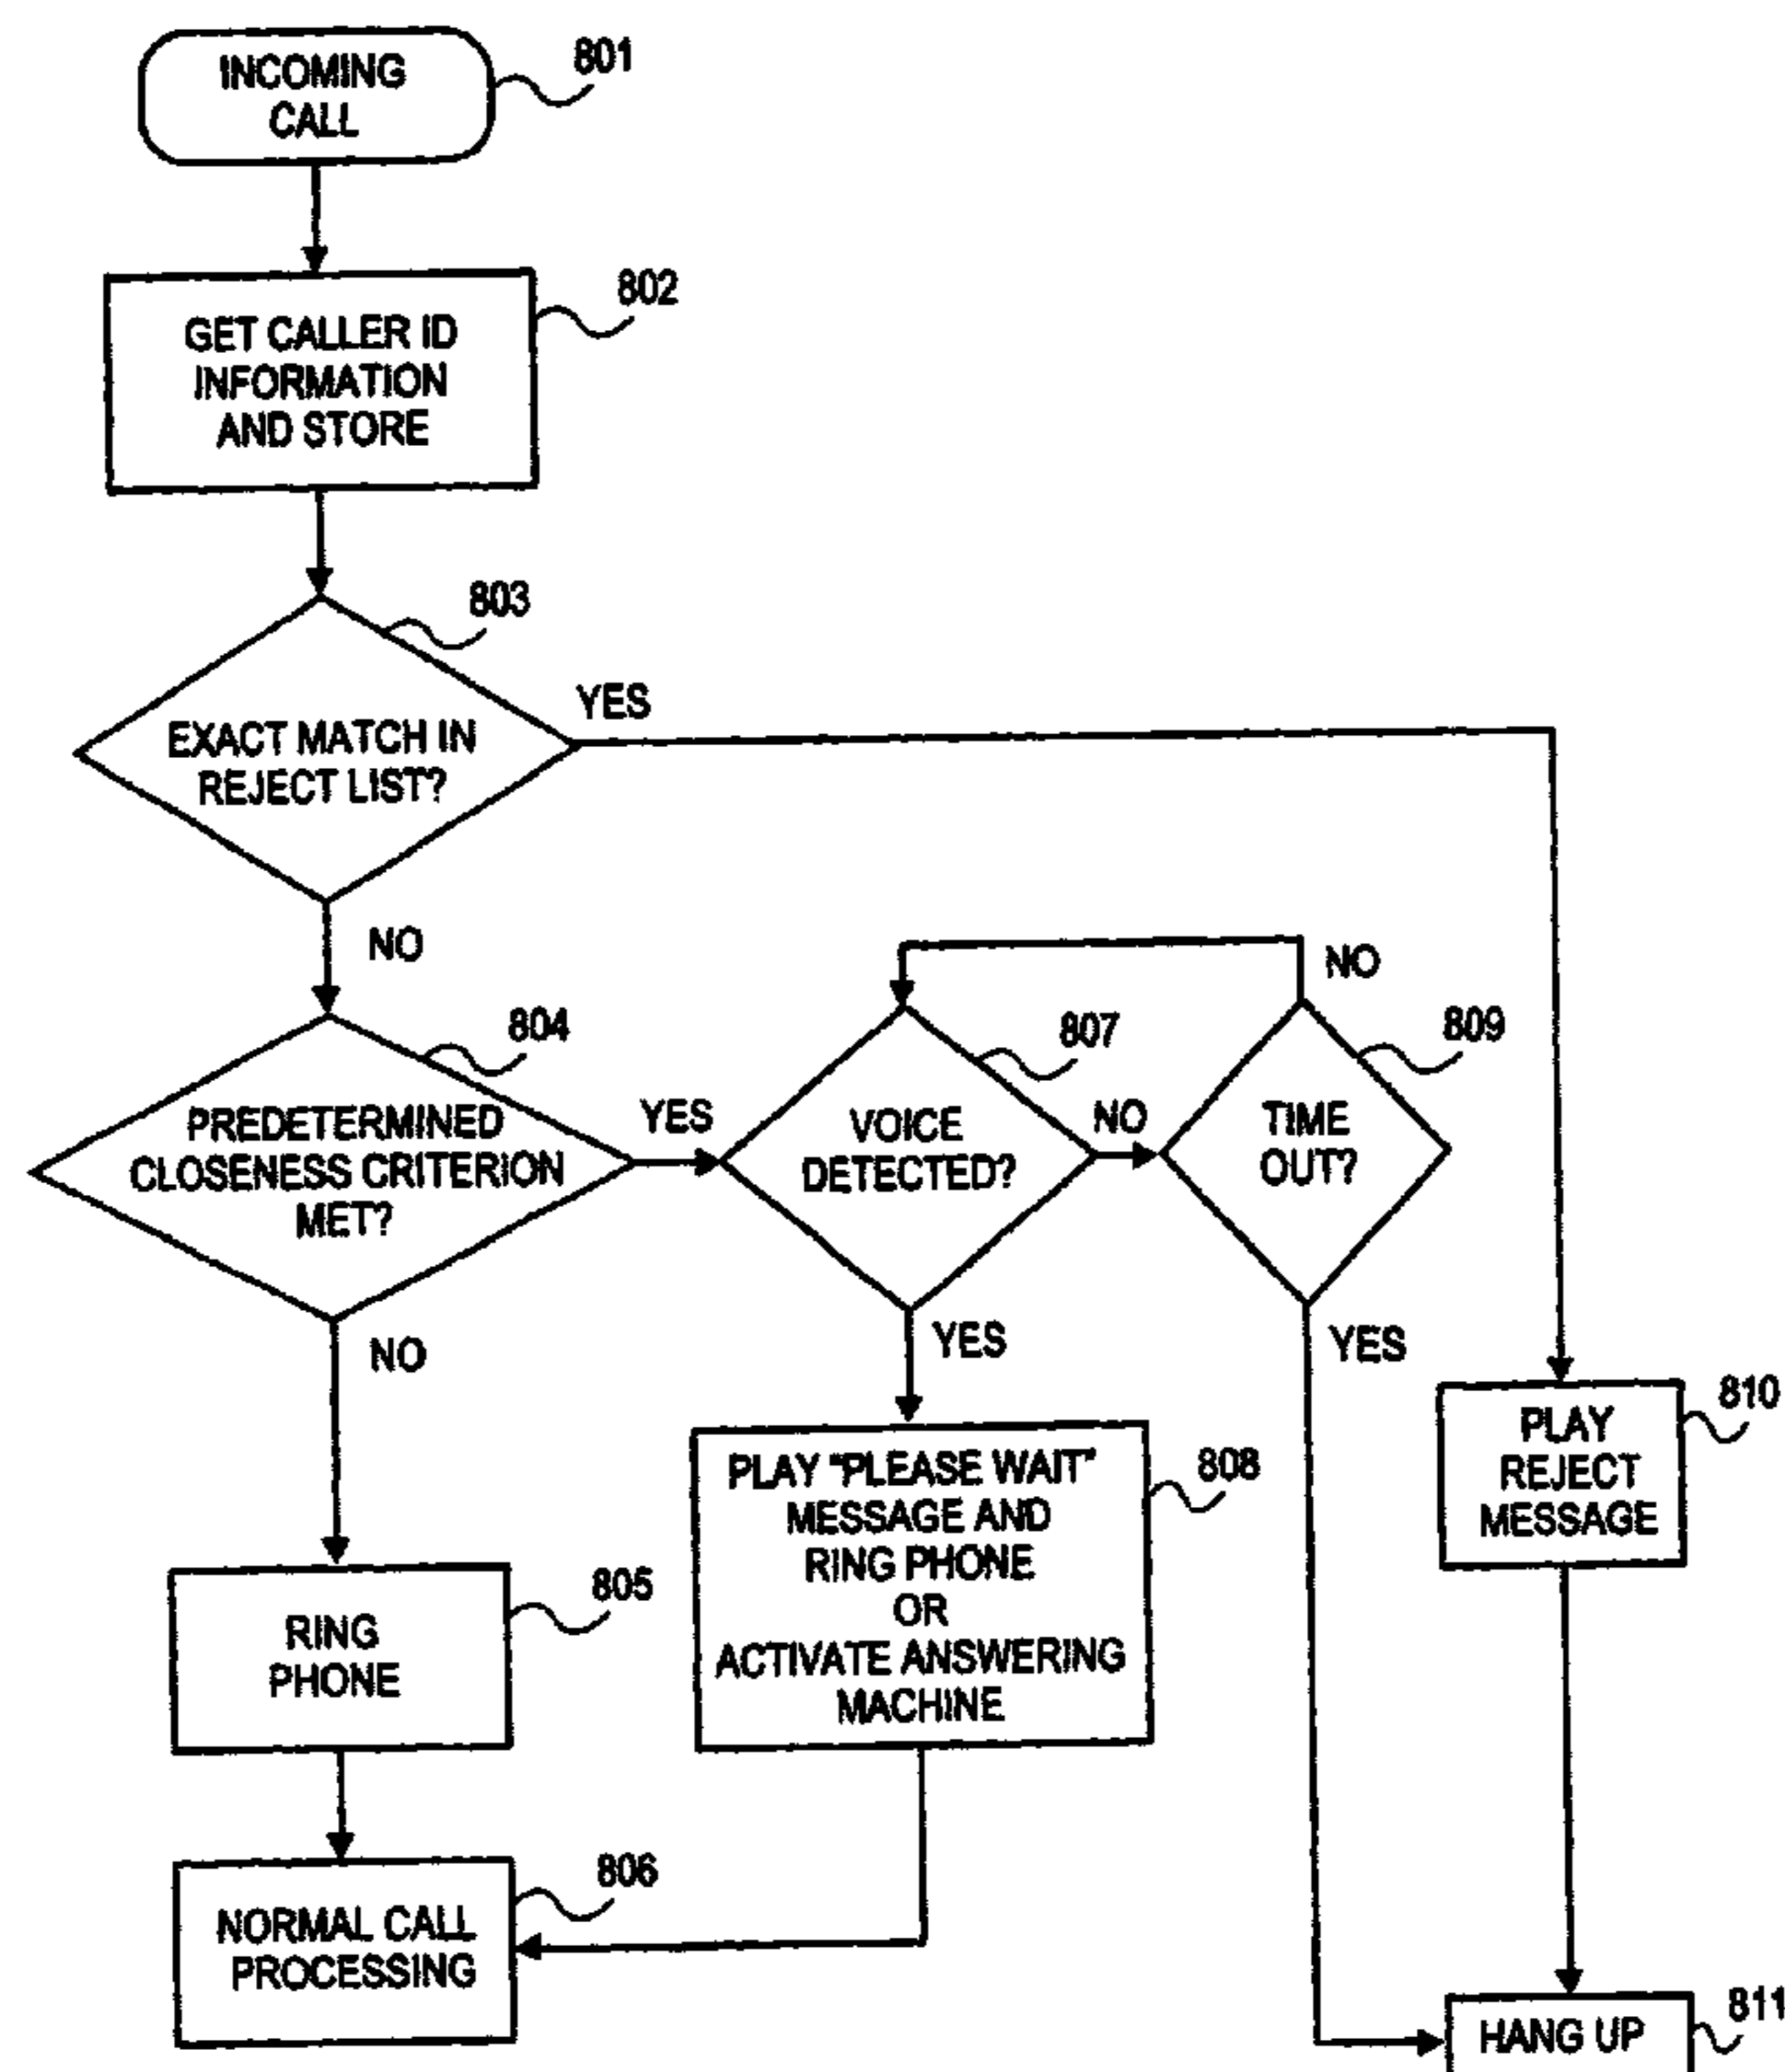 INCOMING
CALL
801
GET CALLER ID
INFORMATION
AND STORE
802
803
EXACT MATCH IN
REJECT LIST?
YES
NO
804
PREDETERMINED
CLOSENESS CRITERION
MET?
YES
NO
807
VOICE
DETECTED?
NO
YES
809
TIME
OUT?
NO
YES
810
PLAY
REJECT
MESSAGE
808
PLAY "PLEASE WAIT"
MESSAGE AND
RING PHONE
OR
ACTIVATE ANSWERING
MACHINE
805
RING
PHONE
806
NORMAL CALL
PROCESSING
811
HANG UP